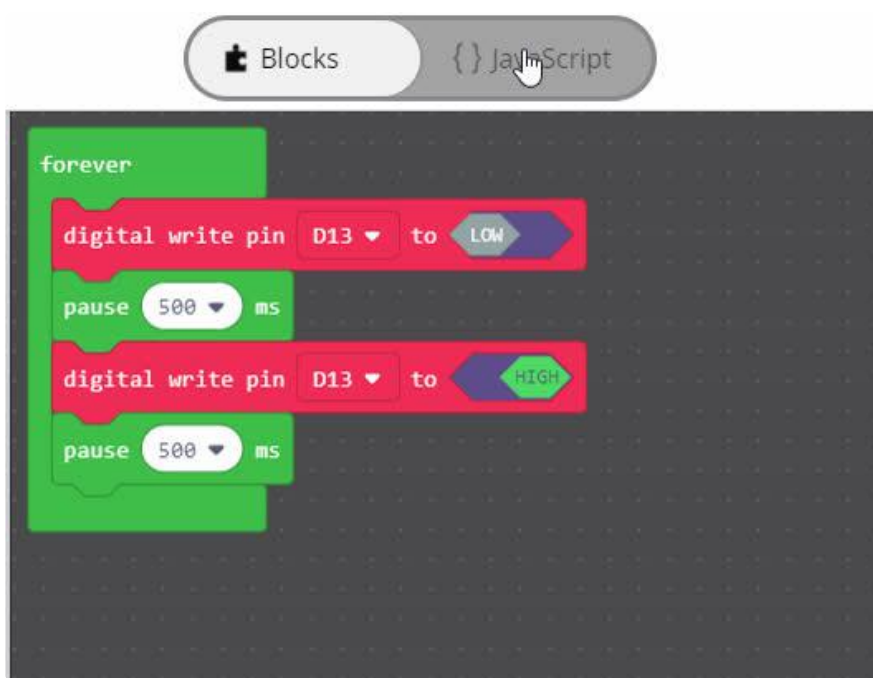 Blocks
{ } JavaScript
forever
digital write pin D13 to LOW
pause 500 ms
digital write pin D13 to HIGH
pause 500 ms